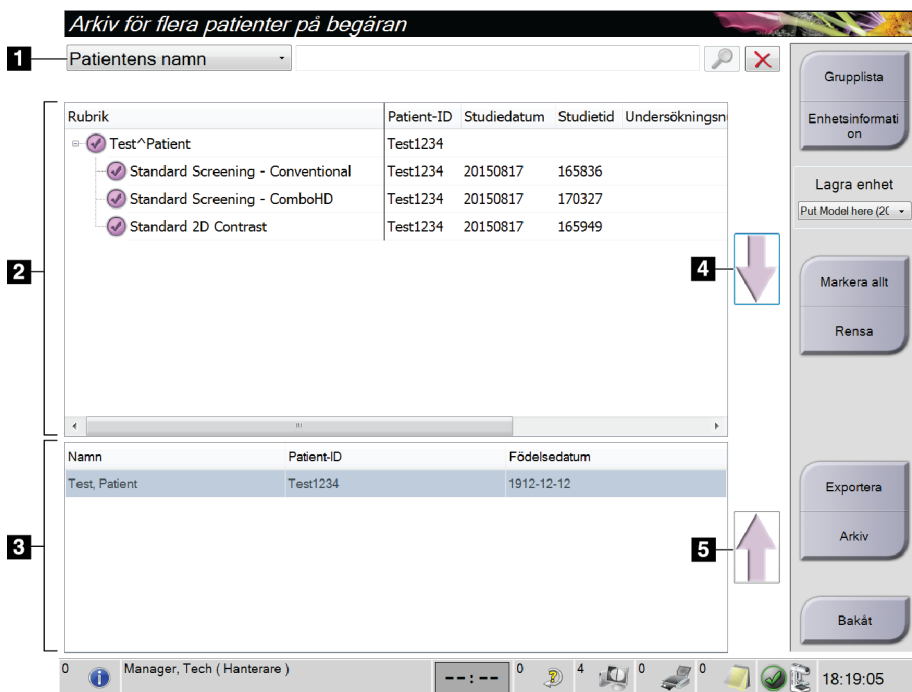 Arkiv för flera patienter på begäran
1
Patientens namn
Rubrik Patient-ID Studiedatum Studietid Undersökningsn
Test^Patient Test1234
Standard Screening - Conventional Test1234 20150817 165836
Standard Screening - ComboHD Test1234 20150817 170327
Standard 2D Contrast Test1234 20150817 165949
2
4
Namn Patient-ID Födelsedatum
Test, Patient Test1234 1912-12-12
3
5
Grupplista
Enhetsinformati
on
Lagra enhet
Put Model here (20
Markera allt
Rensa
Exportera
Arkiv
Bakåt
0 Manager, Tech ( Hanterare ) --:-- 0 4 0 0 18:19:05